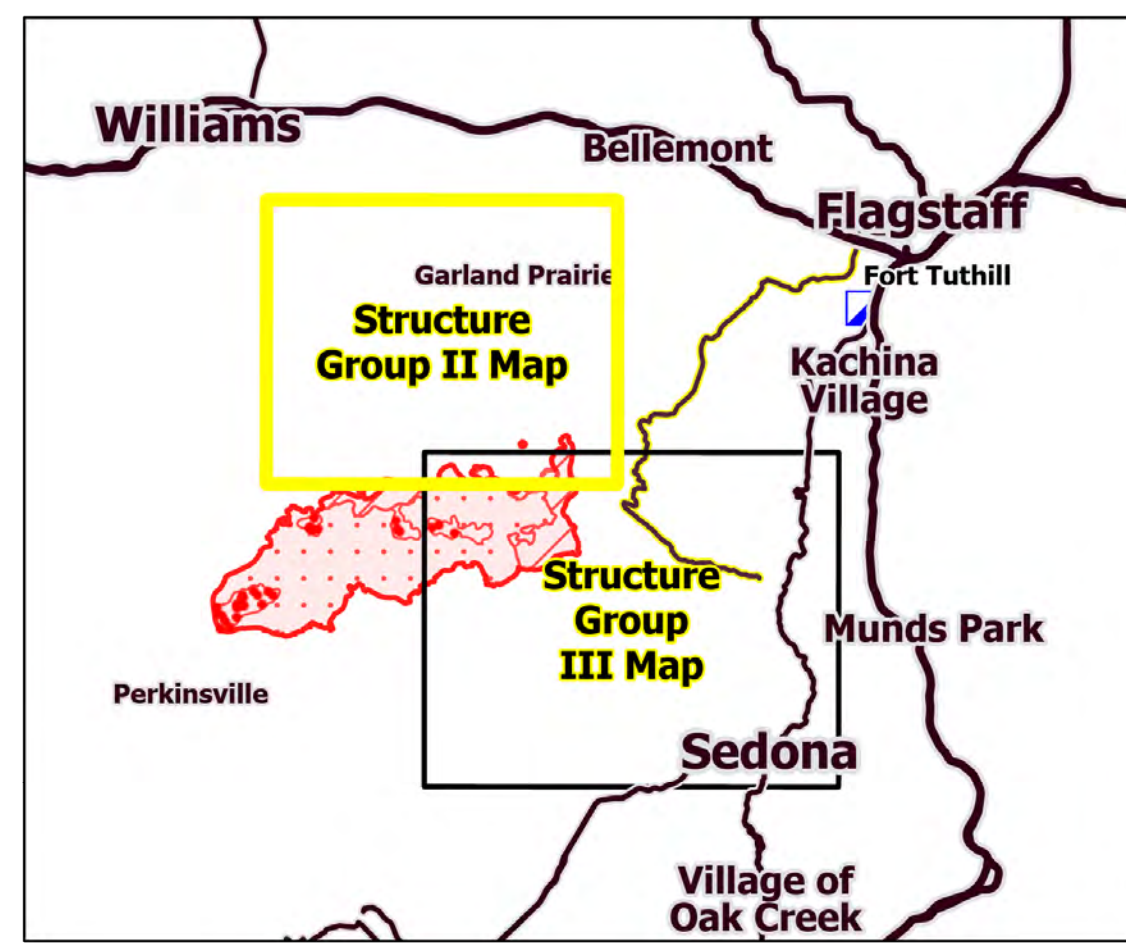 Williams
Bellemont
Flagstaff
Garland Prairie
Fort Tuthill
Structure
Group II Map
Kachina
Village
Structure
Group
III Map
Munds Park
Perkinsville
Sedona
Village of
Oak Creek